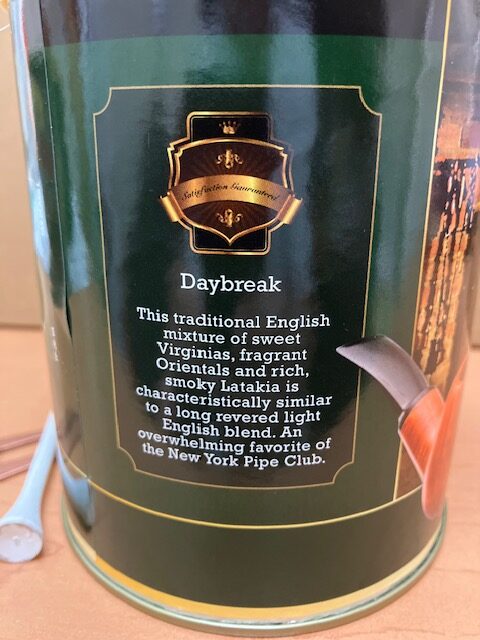 Satisfaction Gauranteed
Daybreak
This traditional English
mixture of sweet
Virginias, fragrant
Orientals and rich,
smoky Latakia is
characteristically similar
to a long revered light
English blend. An
overwhelming favorite of
the New York Pipe Club.